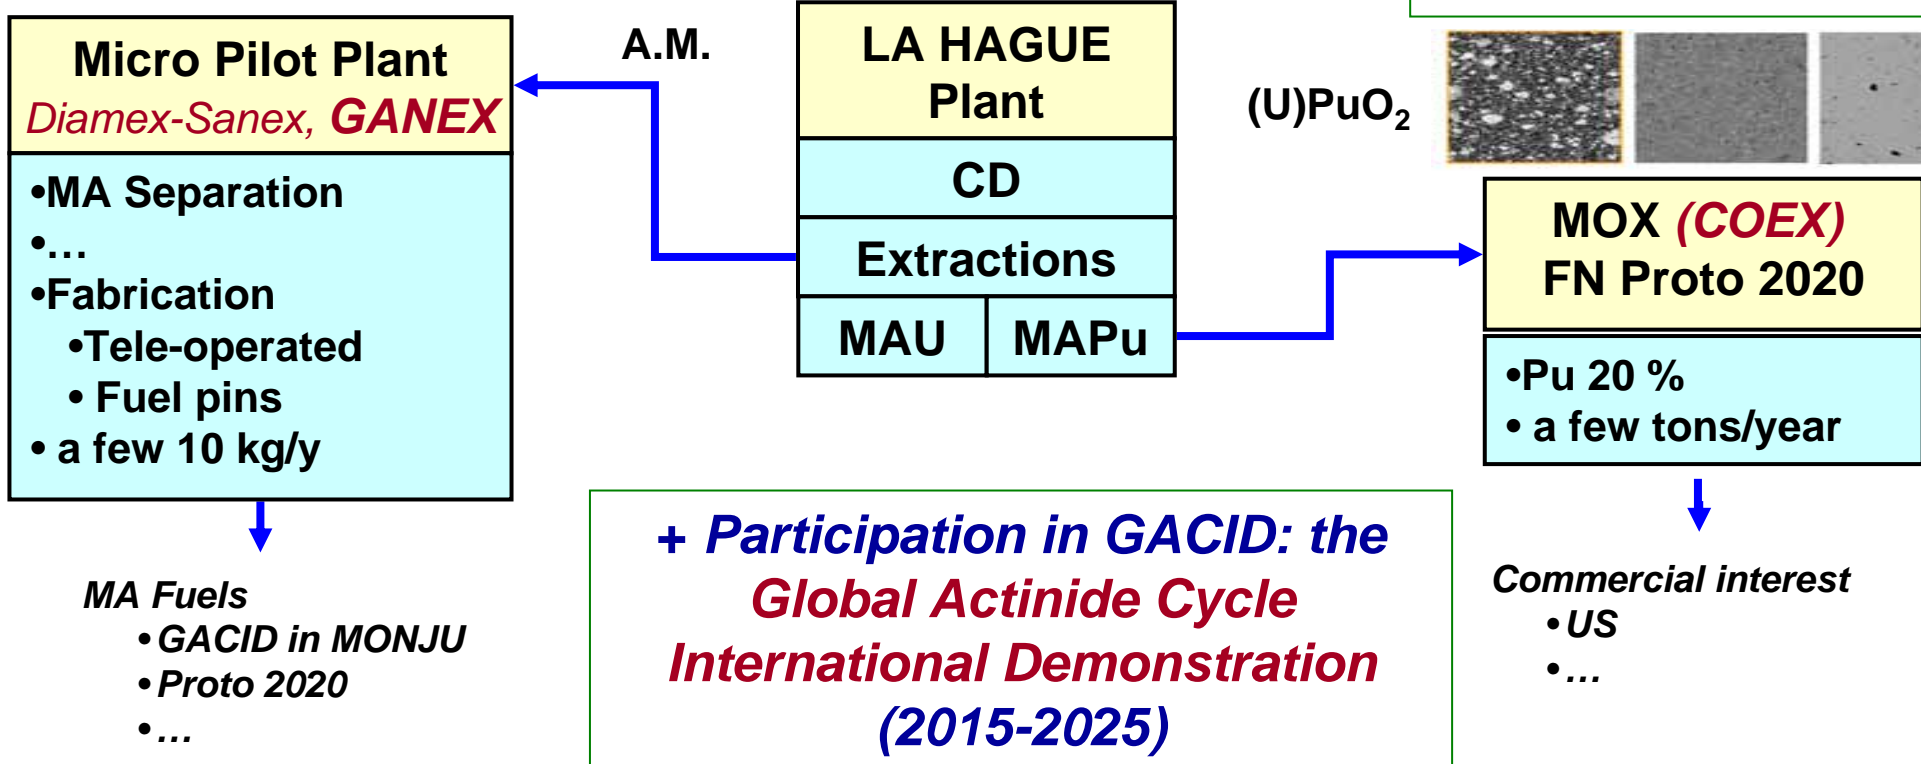 Micro Pilot Plant
Diamex-Sanex, GANEX
•MA Separation
•…
•Fabrication
•Tele-operated
• Fuel pins
• a few 10 kg/y
MA Fuels
• GACID in MONJU
• Proto 2020
• …
A.M.
LA HAGUE
Plant
CD
Extractions
MAU MAPu
(U)PuO₂
MOX (COEX)
FN Proto 2020
•Pu 20 %
• a few tons/year
Commercial interest
• US
• …
+ Participation in GACID: the
Global Actinide Cycle
International Demonstration
(2015-2025)